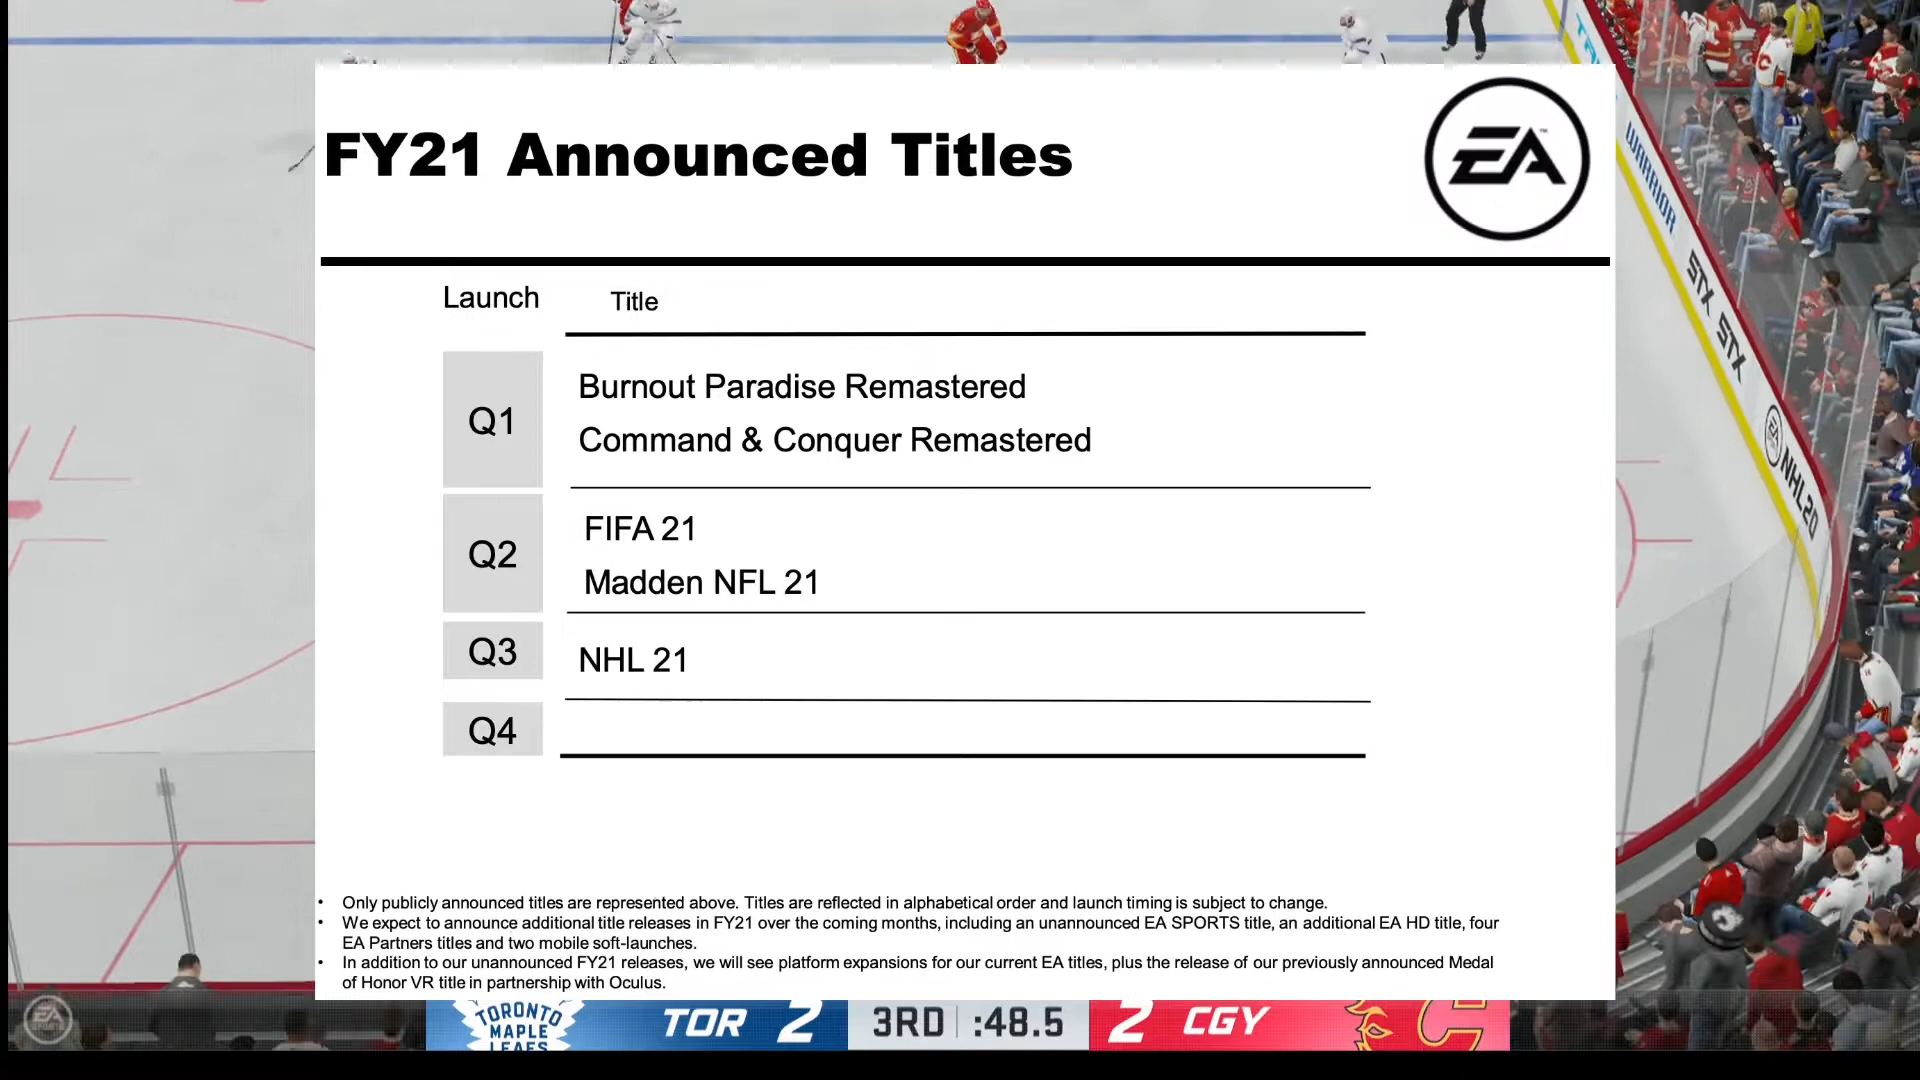 FY21 Announced Titles
EA
Launch
Title
Q1
Burnout Paradise Remastered
Command & Conquer Remastered
Q2
FIFA 21
Madden NFL 21
Q3
NHL 21
Q4
• Only publicly announced titles are represented above. Titles are reflected in alphabetical order and launch timing is subject to change.
• We expect to announce additional title releases in FY21 over the coming months, including an unannounced EA SPORTS title, an additional EA HD title, four
EA Partners titles and two mobile soft-launches.
• In addition to our unannounced FY21 releases, we will see platform expansions for our current EA titles, plus the release of our previously announced Medal
of Honor VR title in partnership with Oculus.
WARRIOR
STX STX
EA NHL20
EA
SPORTS
TORONTO
MAPLE
LEAFS
TOR 2
3RD :48.5
2 CGY